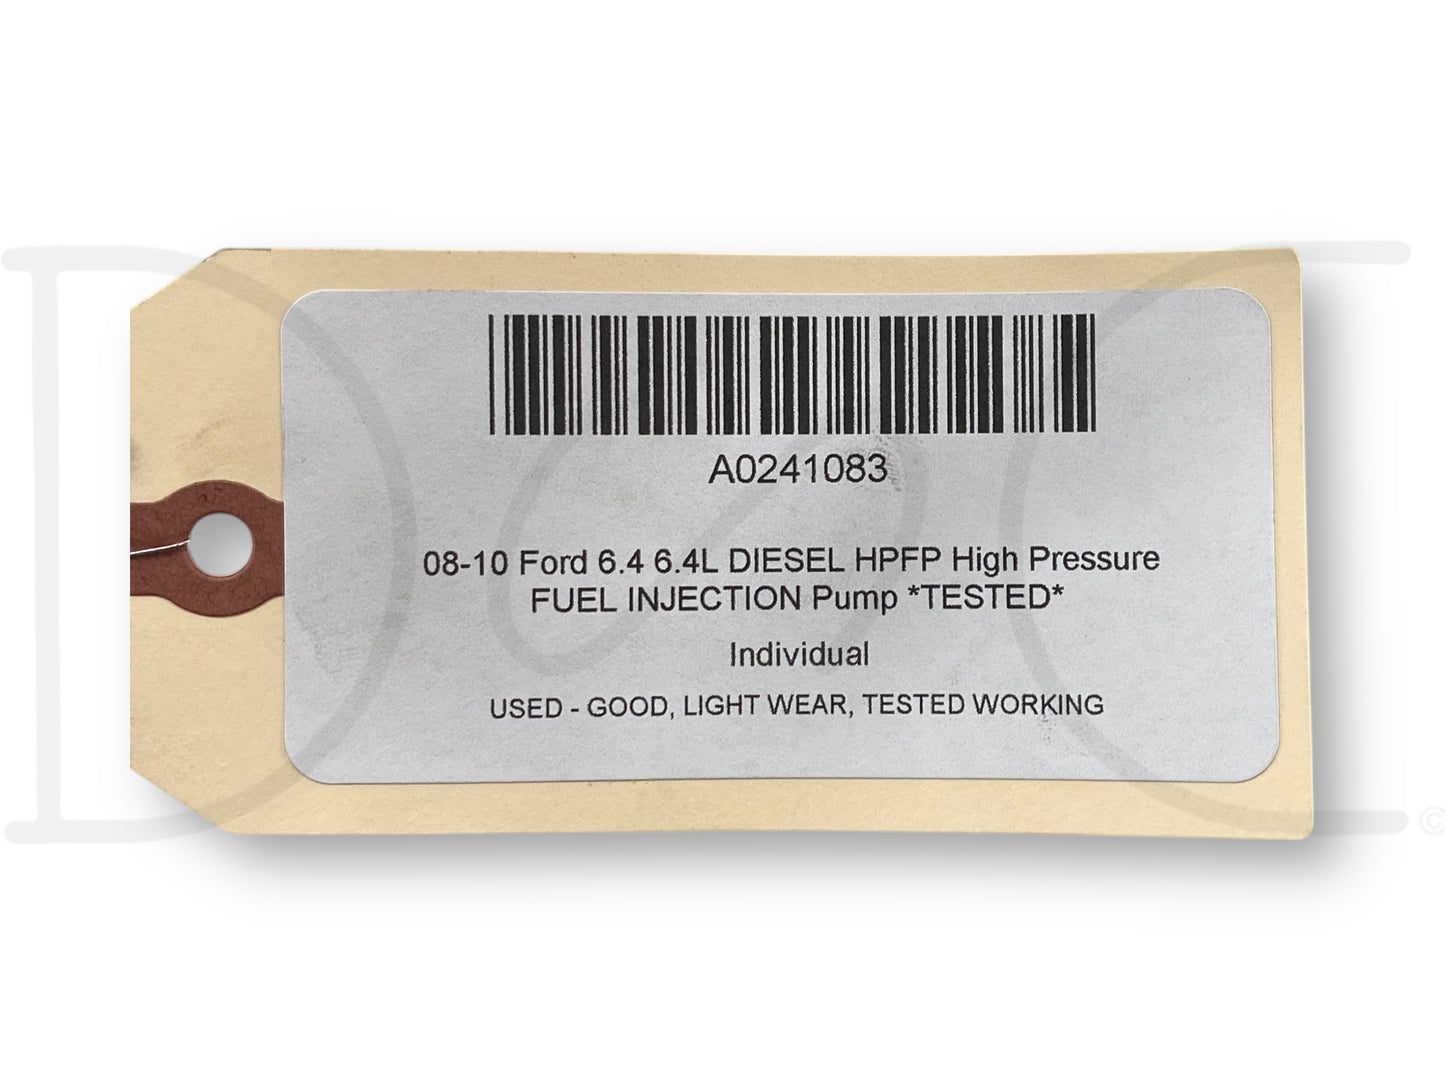 A0241083
08-10 Ford 6.4 6.4L DIESEL HPFP High Pressure
FUEL INJECTION Pump *TESTED*
Individual
USED - GOOD, LIGHT WEAR, TESTED WORKING
D C
©